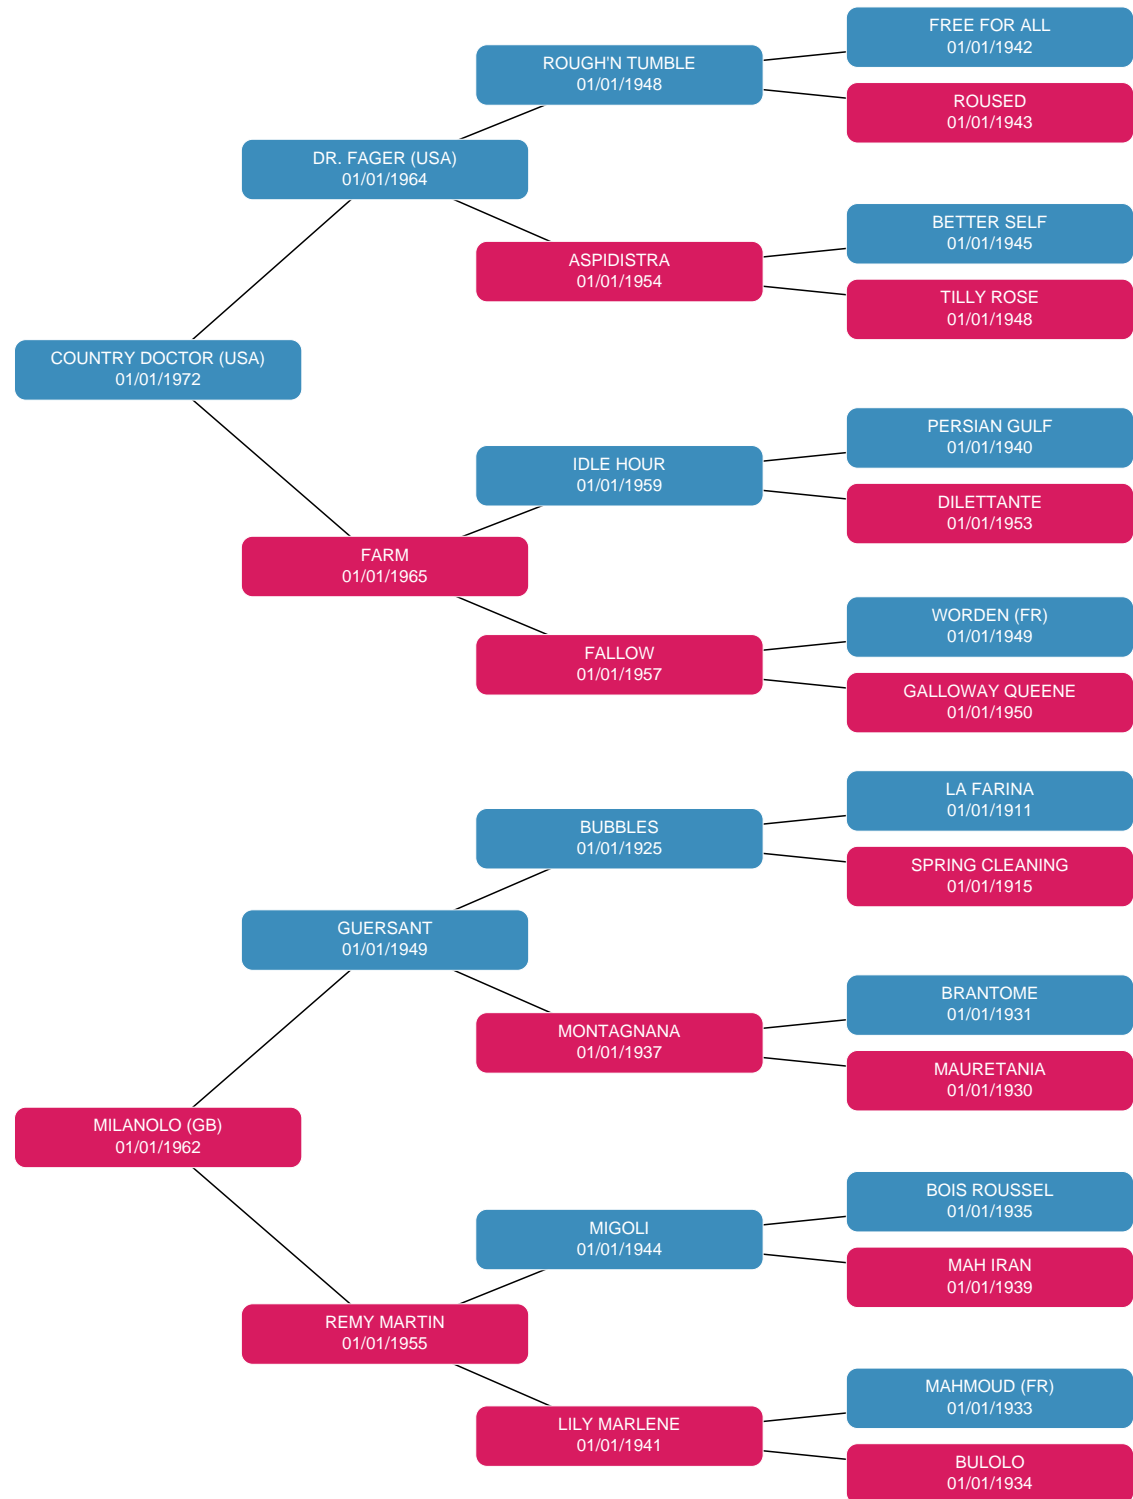 FREE FOR ALL
01/01/1942
ROUGH'N TUMBLE
01/01/1948
ROUSED
01/01/1943
DR. FAGER (USA)
01/01/1964
BETTER SELF
01/01/1945
ASPIDISTRA
01/01/1954
TILLY ROSE
01/01/1948
COUNTRY DOCTOR (USA)
01/01/1972
PERSIAN GULF
01/01/1940
IDLE HOUR
01/01/1959
DILETTANTE
01/01/1953
FARM
01/01/1965
WORDEN (FR)
01/01/1949
FALLOW
01/01/1957
GALLOWAY QUEENE
01/01/1950
LA FARINA
01/01/1911
BUBBLES
01/01/1925
SPRING CLEANING
01/01/1915
GUERSANT
01/01/1949
BRANTOME
01/01/1931
MONTAGNANA
01/01/1937
MAURETANIA
01/01/1930
MILANOLO (GB)
01/01/1962
BOIS ROUSSEL
01/01/1935
MIGOLI
01/01/1944
MAH IRAN
01/01/1939
REMY MARTIN
01/01/1955
MAHMOUD (FR)
01/01/1933
LILY MARLENE
01/01/1941
BULOLO
01/01/1934